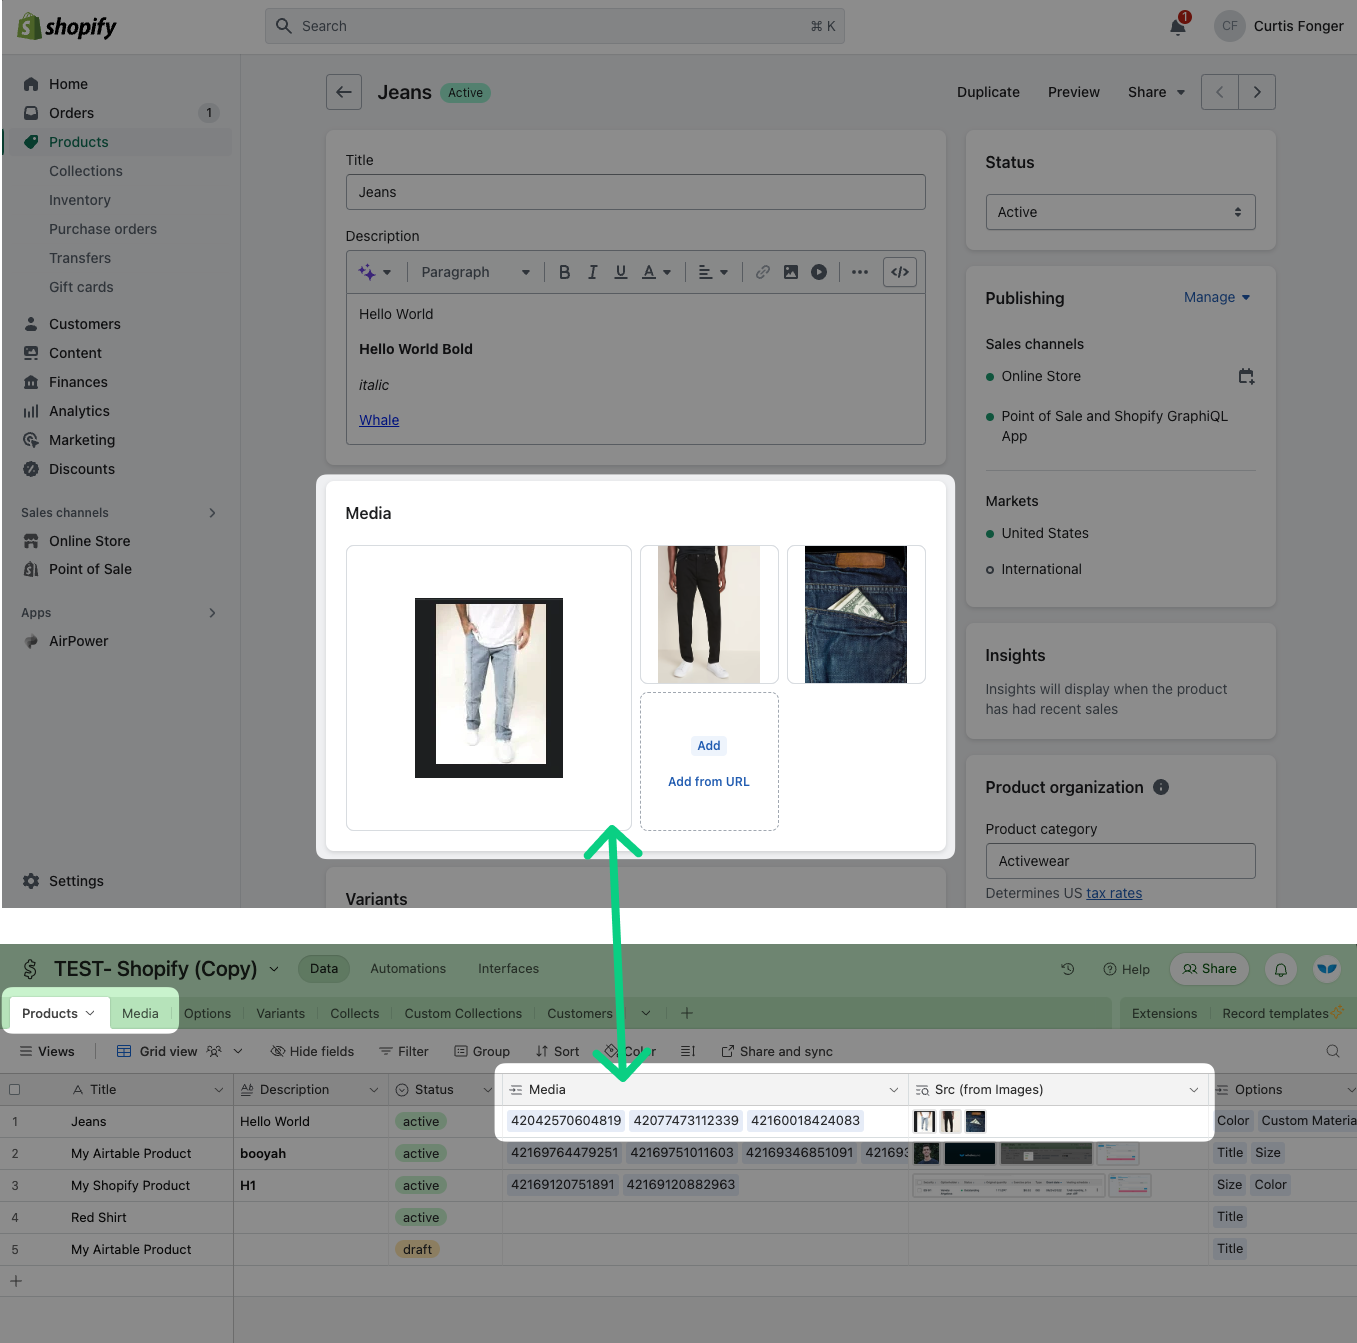 shopify
Search
⌘ K
1
CF
Curtis Fonger
Home
Orders
1
Products
Collections
Inventory
Purchase orders
Transfers
Gift cards
Customers
Content
Finances
Analytics
Marketing
Discounts
Sales channels
Online Store
Point of Sale
Apps
AirPower
Settings
Jeans
Active
Duplicate
Preview
Share
Title
Jeans
Description
Paragraph
B
I
U
A
Hello World
Hello World Bold
italic
Whale
Media
Add
Add from URL
Variants
Status
Active
Publishing
Manage
Sales channels
Online Store
Point of Sale and Shopify GraphiQL
App
Markets
United States
International
Insights
Insights will display when the product
has had recent sales
Product organization
Product category
Activewear
Determines US tax rates
TEST- Shopify (Copy)
Data
Automations
Interfaces
Help
Share
Products
Media
Options
Variants
Collects
Custom Collections
Customers
Extensions
Record templates
Views
Grid view
Hide fields
Filter
Group
Sort
Color
Share and sync
Title Description Status Media Src (from Images) Options
1 Jeans Hello World active 42042570604819 42077473112339 42160018424083 Color Custom Materia
2 My Airtable Product booyah active 42169764479251 42169751011603 42169346851091 421693 Title Size
3 My Shopify Product H1 active 42169120751891 42169120882963 Size Color
4 Red Shirt active Title
5 My Airtable Product draft Title